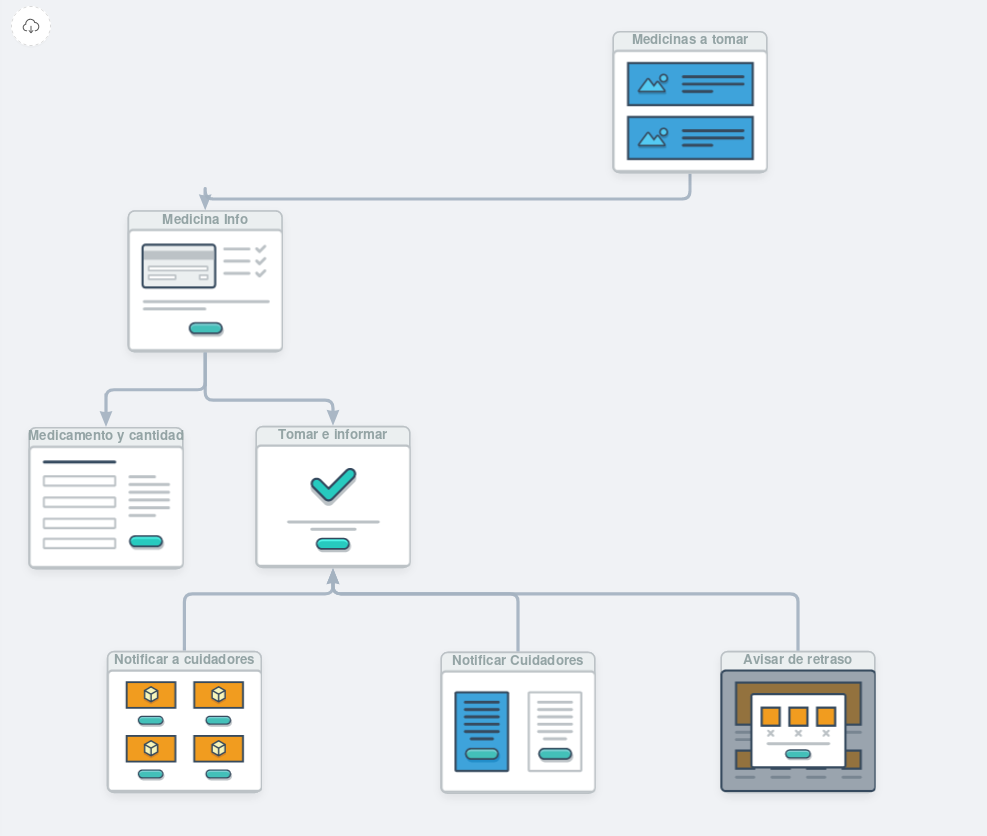 Medicinas a tomar
Medicina Info
Medicamento y cantidad
Tomar e informar
Notificar a cuidadores
Notificar Cuidadores
Avisar de retraso